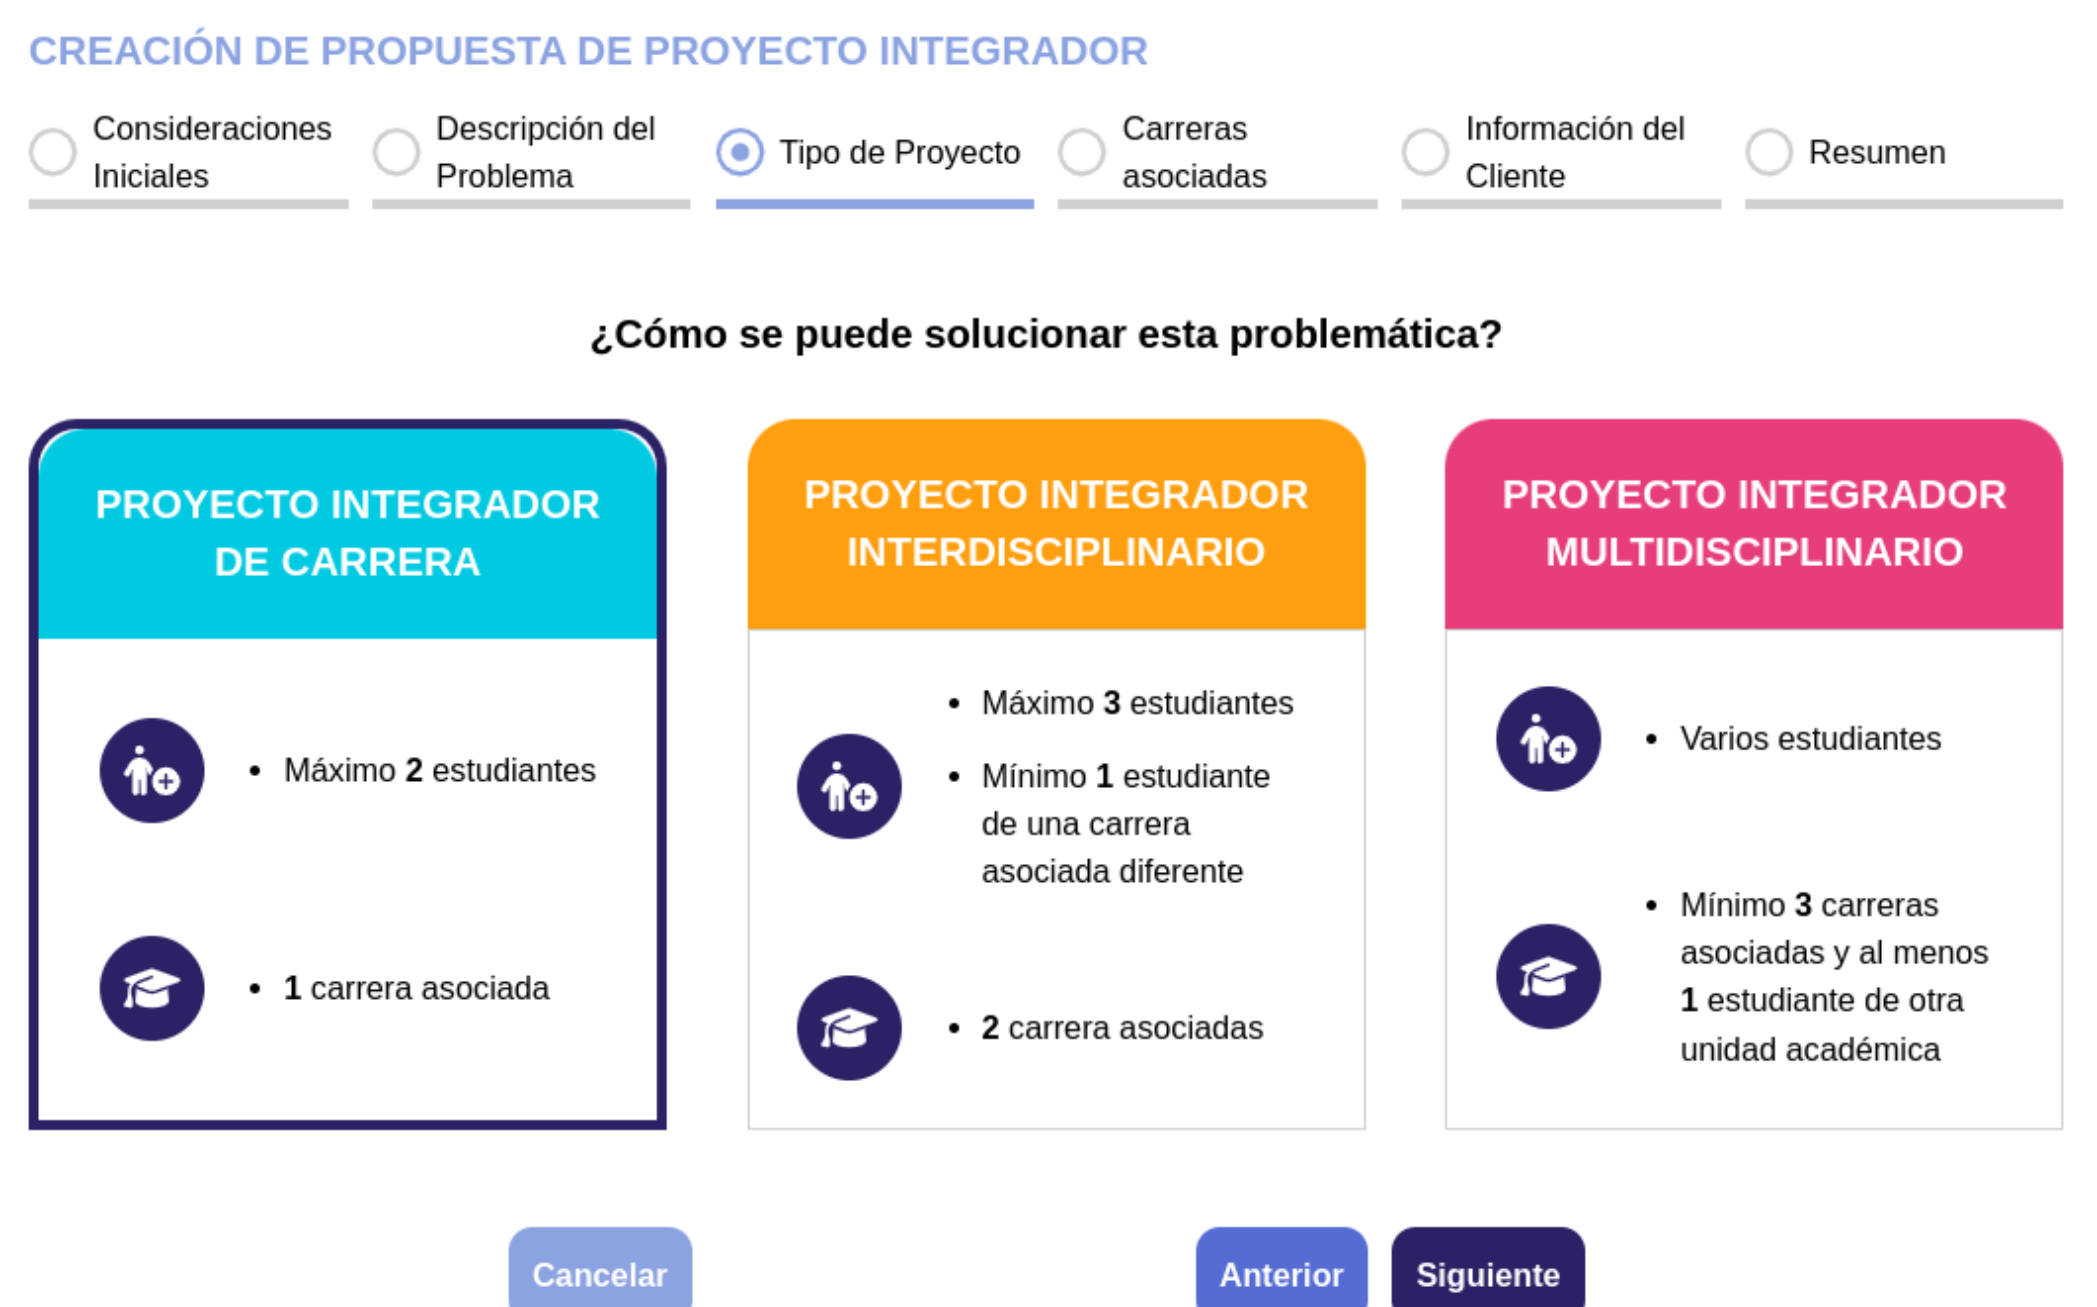 CREACIÓN DE PROPUESTA DE PROYECTO INTEGRADOR
Consideraciones
Iniciales
Descripción del
Problema
Tipo de Proyecto
Carreras
asociadas
Información del
Cliente
Resumen
¿Cómo se puede solucionar esta problemática?
PROYECTO INTEGRADOR
DE CARRERA
• Máximo 2 estudiantes
• 1 carrera asociada
PROYECTO INTEGRADOR
INTERDISCIPLINARIO
• Máximo 3 estudiantes
• Mínimo 1 estudiante
de una carrera
asociada diferente
• 2 carrera asociadas
PROYECTO INTEGRADOR
MULTIDISCIPLINARIO
• Varios estudiantes
• Mínimo 3 carreras
asociadas y al menos
1 estudiante de otra
unidad académica
Cancelar
Anterior
Siguiente